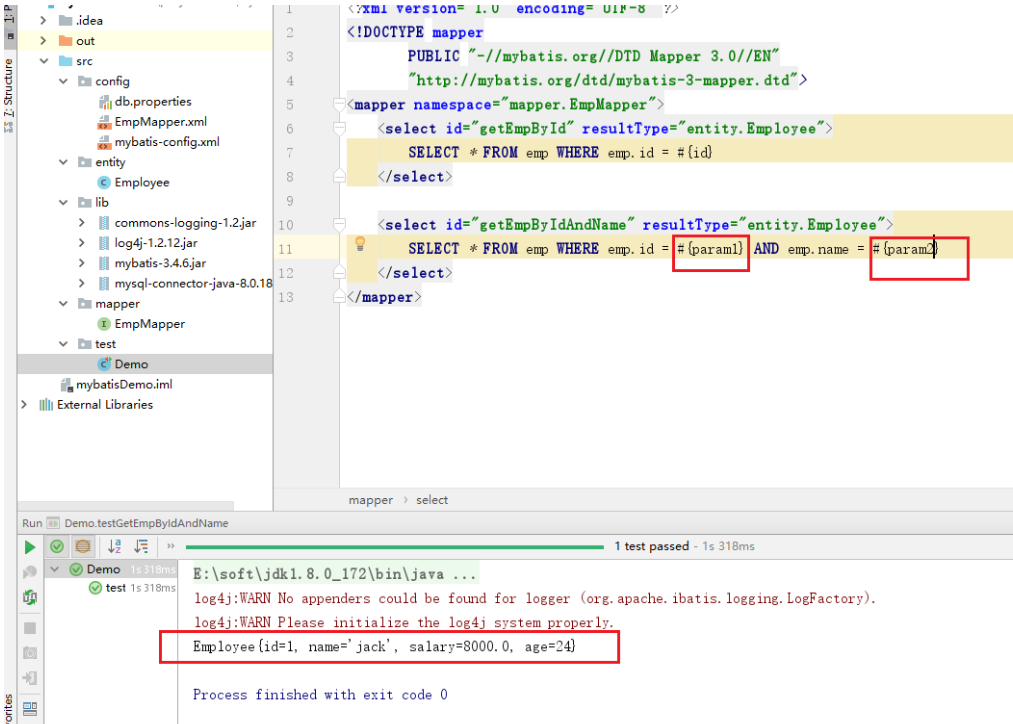 .idea
out
src
config
db.properties
EmpMapper.xml
mybatis-config.xml
entity
Employee
lib
commons-logging-1.2.jar
log4j-1.2.12.jar
mybatis-3.4.6.jar
mysql-connector-java-8.0.18
mapper
EmpMapper
test
Demo
mybatisDemo.iml
External Libraries
Z: Structure
1 <?xml version="1.0" encoding="UTF-8" ?>
2 <!DOCTYPE mapper
3 PUBLIC "-//mybatis.org//DTD Mapper 3.0//EN"
4 "http://mybatis.org/dtd/mybatis-3-mapper.dtd">
5 <mapper namespace="mapper.EmpMapper">
6 <select id="getEmpById" resultType="entity.Employee">
7 SELECT * FROM emp WHERE emp.id = #{id}
8 </select>
9
10 <select id="getEmpByIdAndName" resultType="entity.Employee">
11 SELECT * FROM emp WHERE emp.id = #{param1} AND emp.name = #{param2}
12 </select>
13 </mapper>
mapper › select
Run Demo.testGetEmpByIdAndName
» 1 test passed - 1s 318ms
Demo 1s 318ms
test 1s 318ms
E:\soft\jdk1.8.0_172\bin\java ...
log4j:WARN No appenders could be found for logger (org.apache.ibatis.logging.LogFactory).
log4j:WARN Please initialize the log4j system properly.
Employee{id=1, name='jack', salary=8000.0, age=24}
Process finished with exit code 0